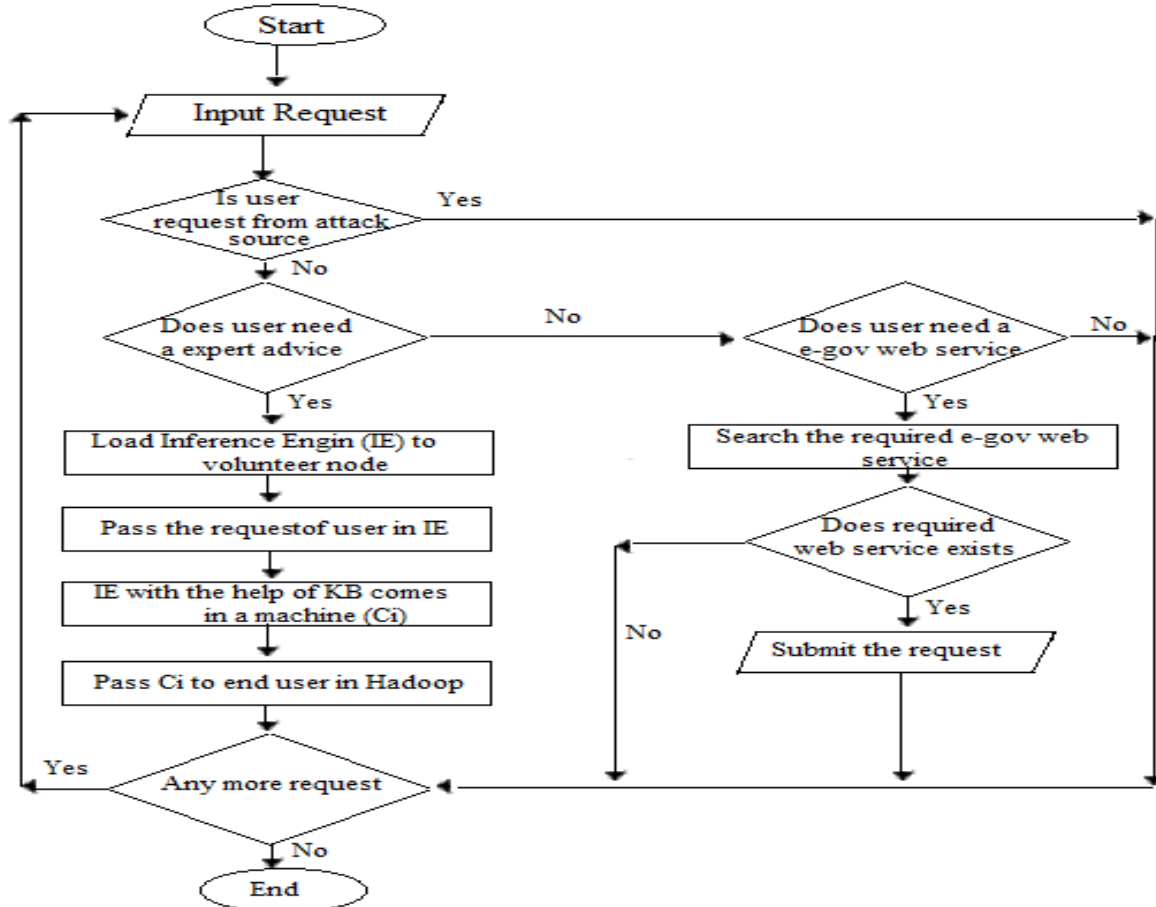 Start
Input Request
Is user
request from attack
source
Yes
No
Does user need
a expert advice
No
Does user need a
e-gov web service
No
Yes
Yes
Load Inference Engin (IE) to
volunteer node
Search the required e-gov web
service
Pass the requestof user in IE
Does required
web service exists
IE with the help of KB comes
in a machine (Ci)
No
Yes
Submit the request
Pass Ci to end user in Hadoop
Any more request
Yes
No
End